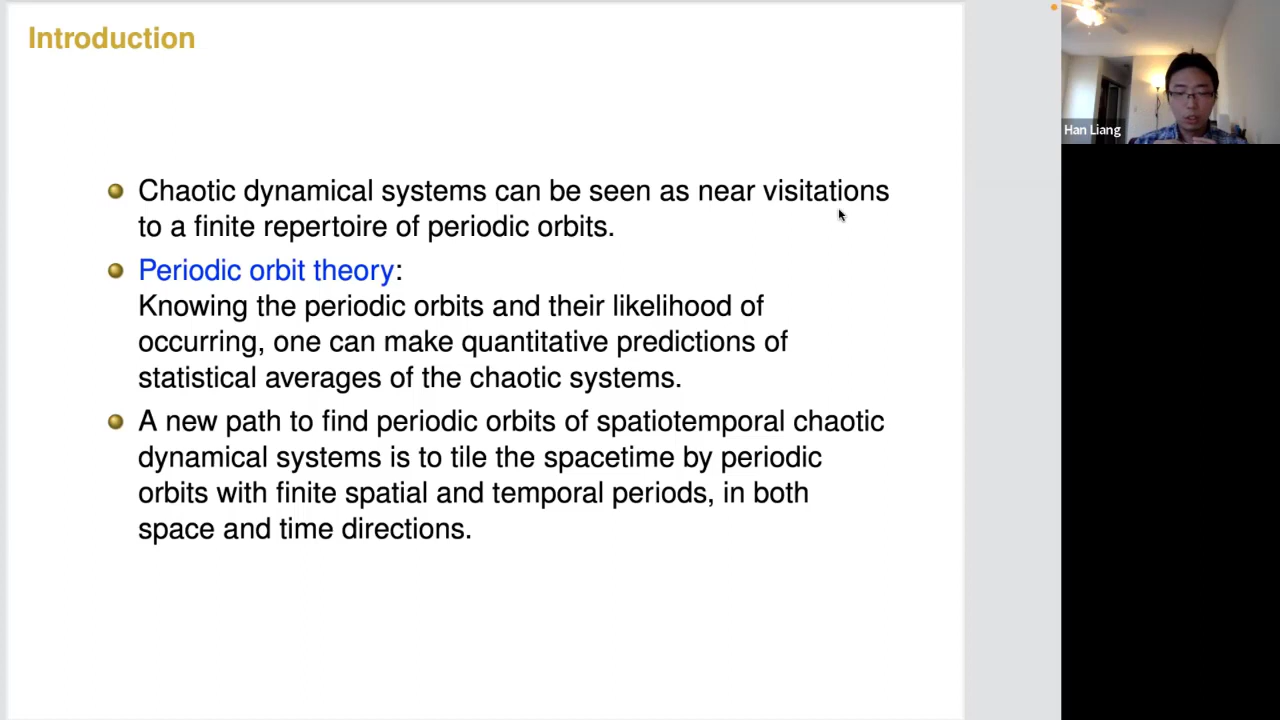 Introduction
Chaotic dynamical systems can be seen as near visitations
to a finite repertoire of periodic orbits.
Periodic orbit theory:
Knowing the periodic orbits and their likelihood of
occurring, one can make quantitative predictions of
statistical averages of the chaotic systems.
A new path to find periodic orbits of spatiotemporal chaotic
dynamical systems is to tile the spacetime by periodic
orbits with finite spatial and temporal periods, in both
space and time directions.
Han Liang